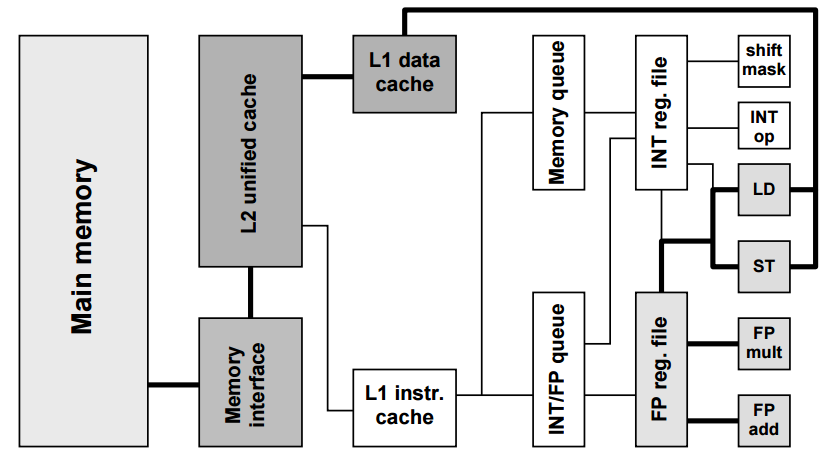 Main memory
L2 unified cache
Memory
interface
L1 data
cache
L1 instr.
cache
Memory queue
INT/FP queue
INT reg. file
FP reg. file
shift
mask
INT
op
LD
ST
FP
mult
FP
add